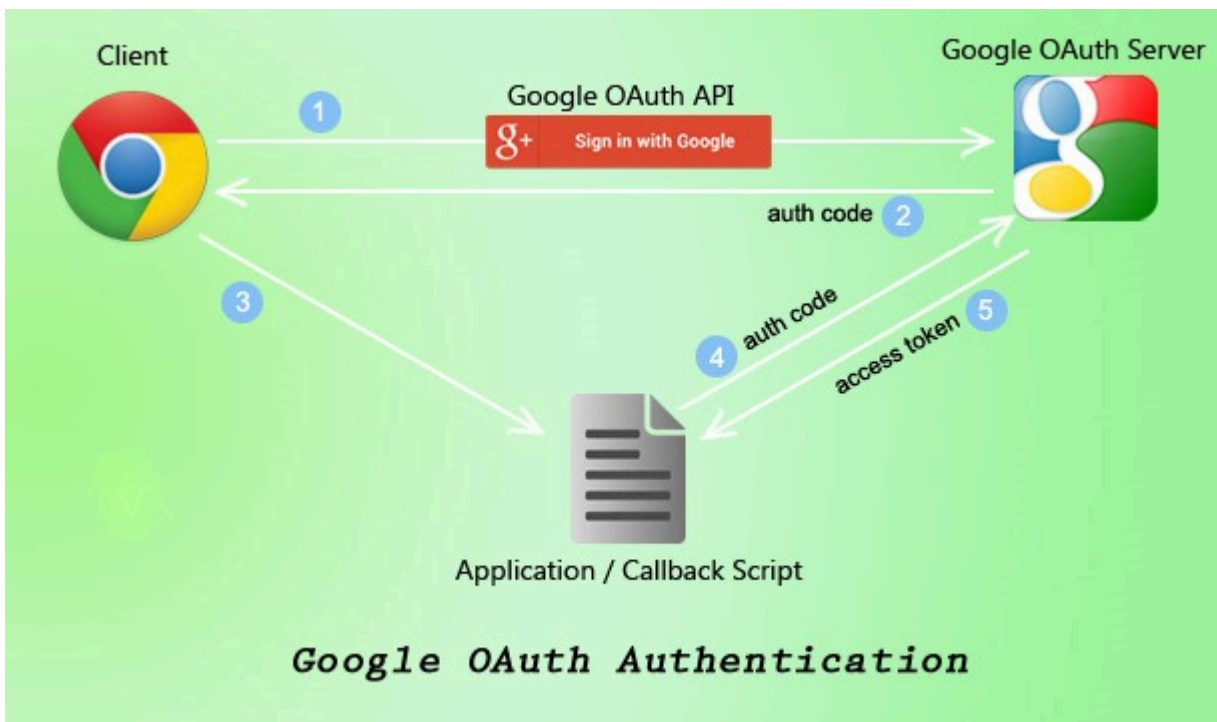 Client
Google OAuth Server
Google OAuth API
1
g+ Sign in with Google
auth code 2
3
4 auth code
access token 5
Application / Callback Script
Google OAuth Authentication